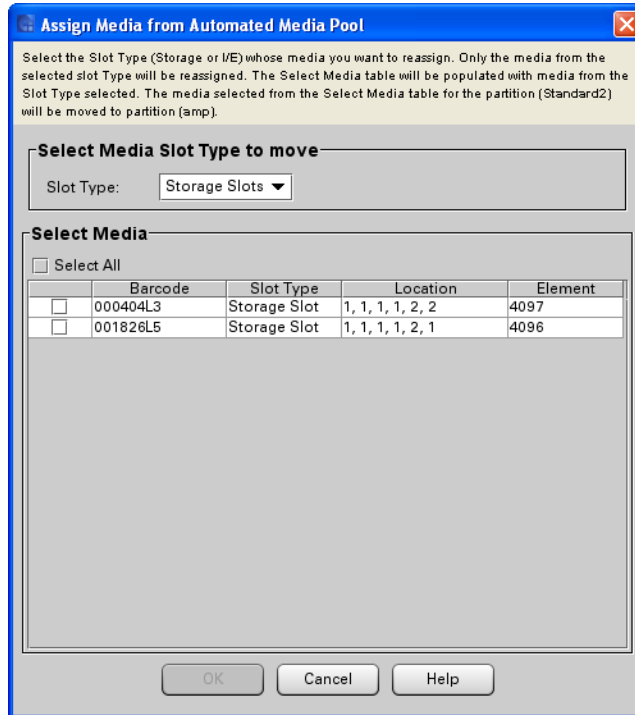 Assign Media from Automated Media Pool
Select the Slot Type (Storage or I/E) whose media you want to reassign. Only the media from the
selected slot Type will be reassigned. The Select Media table will be populated with media from the
Slot Type selected. The media selected from the Select Media table for the partition (Standard2)
will be moved to partition (amp).
Select Media Slot Type to move
Slot Type: Storage Slots
Select Media
Select All
Barcode Slot Type Location Element
000404L3 Storage Slot 1, 1, 1, 1, 2, 2 4097
001826L5 Storage Slot 1, 1, 1, 1, 2, 1 4096
OK Cancel Help